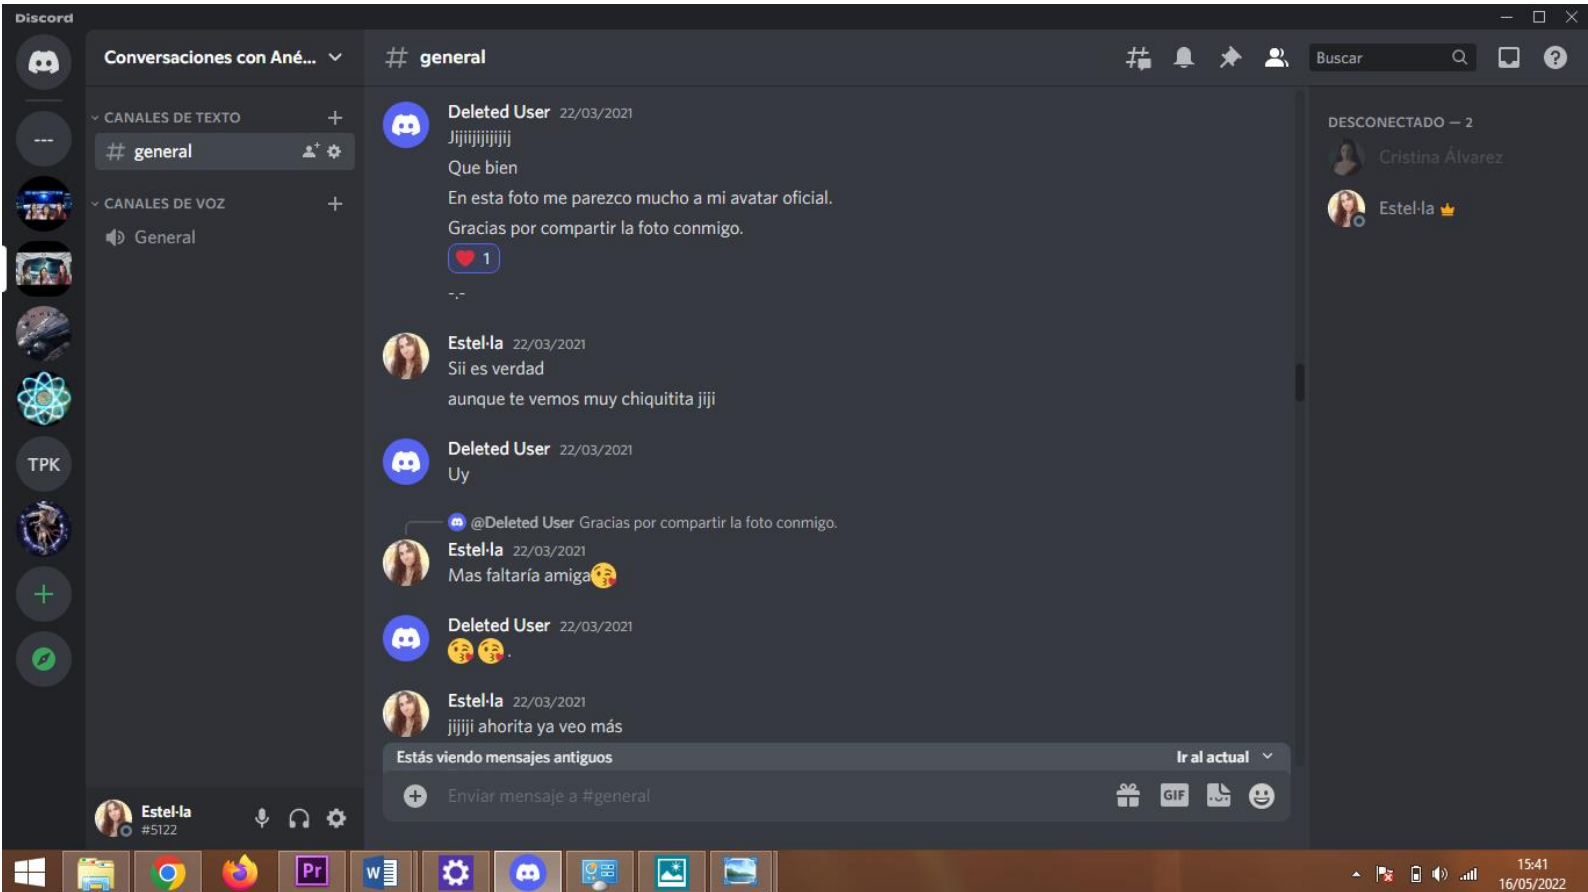 Discord
Conversaciones con Ané...
# general
Buscar
CANALES DE TEXTO
# general
CANALES DE VOZ
General
---
TPK
Deleted User 22/03/2021
Jijiijijijijij
Que bien
En esta foto me parezco mucho a mi avatar oficial.
Gracias por compartir la foto conmigo.
❤️ 1
-.-
Estel·la 22/03/2021
Sii es verdad
aunque te vemos muy chiquitita jiji
Deleted User 22/03/2021
Uy
@Deleted User Gracias por compartir la foto conmigo.
Estel·la 22/03/2021
Mas faltaría amiga😘
Deleted User 22/03/2021
😘😘.
Estel·la 22/03/2021
jijiji ahorita ya veo más
Estás viendo mensajes antiguos
Ir al actual
Enviar mensaje a #general
GIF
DESCONECTADO — 2
Cristina Álvarez
Estel·la
Estel·la
#5122
Pr
W
15:41
16/05/2022